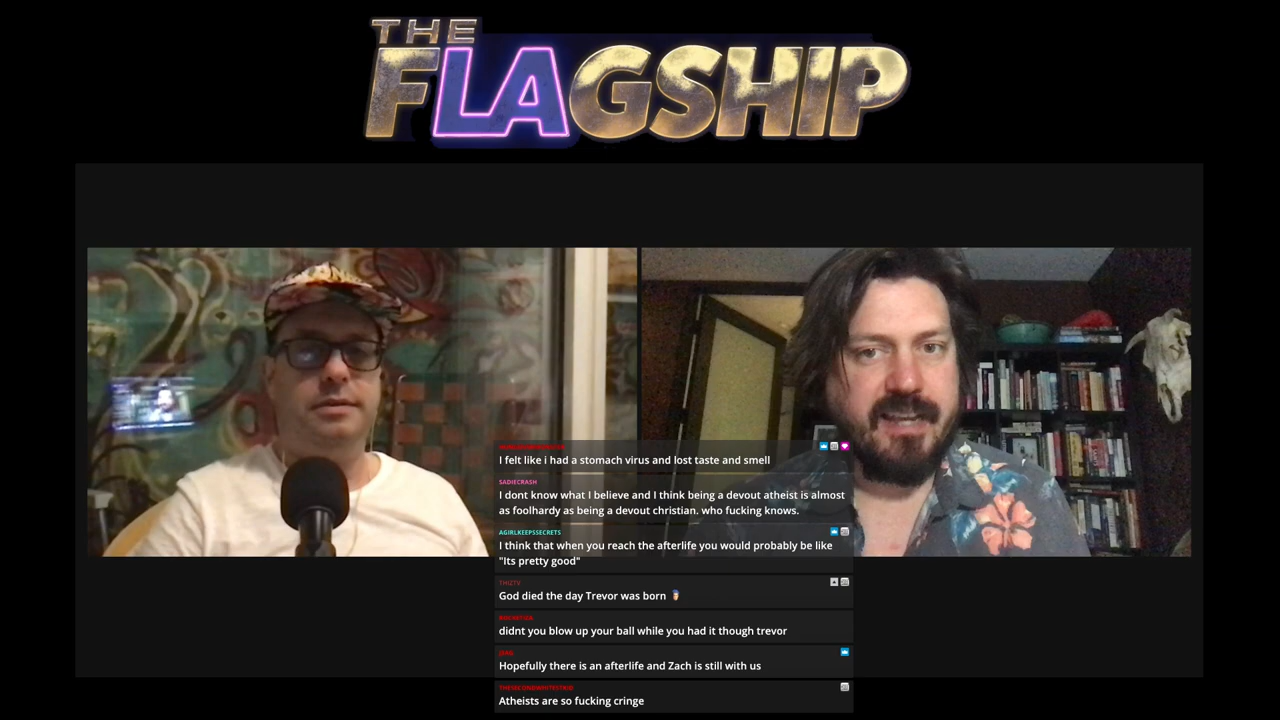 THE
FLAGSHIP
I felt like i had a stomach virus and lost taste and smell
SADIECRASH
I dont know what I believe and I think being a devout atheist is almost
as foolhardy as being a devout christian. who fucking knows.
AGIRLKEEPSSECRETS
I think that when you reach the afterlife you would probably be like
"Its pretty good"
THIZTV
God died the day Trevor was born
didnt you blow up your ball while you had it though trevor
Hopefully there is an afterlife and Zach is still with us
Atheists are so fucking cringe